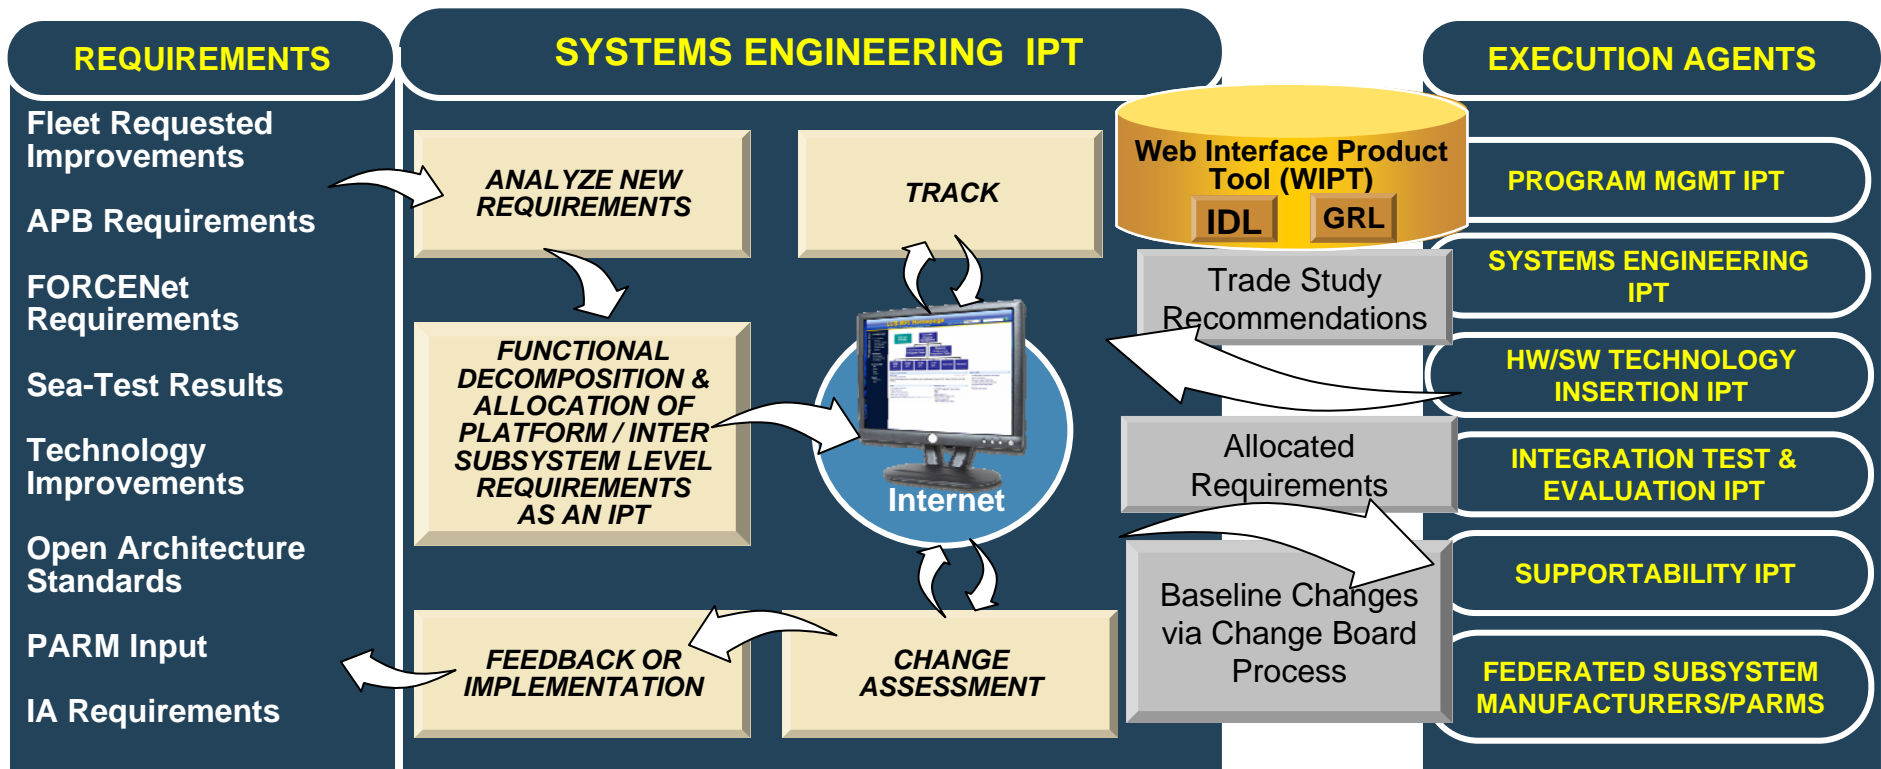 REQUIREMENTS
Fleet Requested
Improvements
APB Requirements
FORCENet
Requirements
Sea-Test Results
Technology
Improvements
Open Architecture
Standards
PARM Input
IA Requirements
SYSTEMS ENGINEERING IPT
ANALYZE NEW
REQUIREMENTS
TRACK
FUNCTIONAL
DECOMPOSITION &
ALLOCATION OF
PLATFORM / INTER
SUBSYSTEM LEVEL
REQUIREMENTS
AS AN IPT
Internet
FEEDBACK OR
IMPLEMENTATION
CHANGE
ASSESSMENT
Web Interface Product
Tool (WIPT)
IDL
GRL
Trade Study
Recommendations
Allocated
Requirements
Baseline Changes
via Change Board
Process
EXECUTION AGENTS
PROGRAM MGMT IPT
SYSTEMS ENGINEERING
IPT
HW/SW TECHNOLOGY
INSERTION IPT
INTEGRATION TEST &
EVALUATION IPT
SUPPORTABILITY IPT
FEDERATED SUBSYSTEM
MANUFACTURERS/PARMS